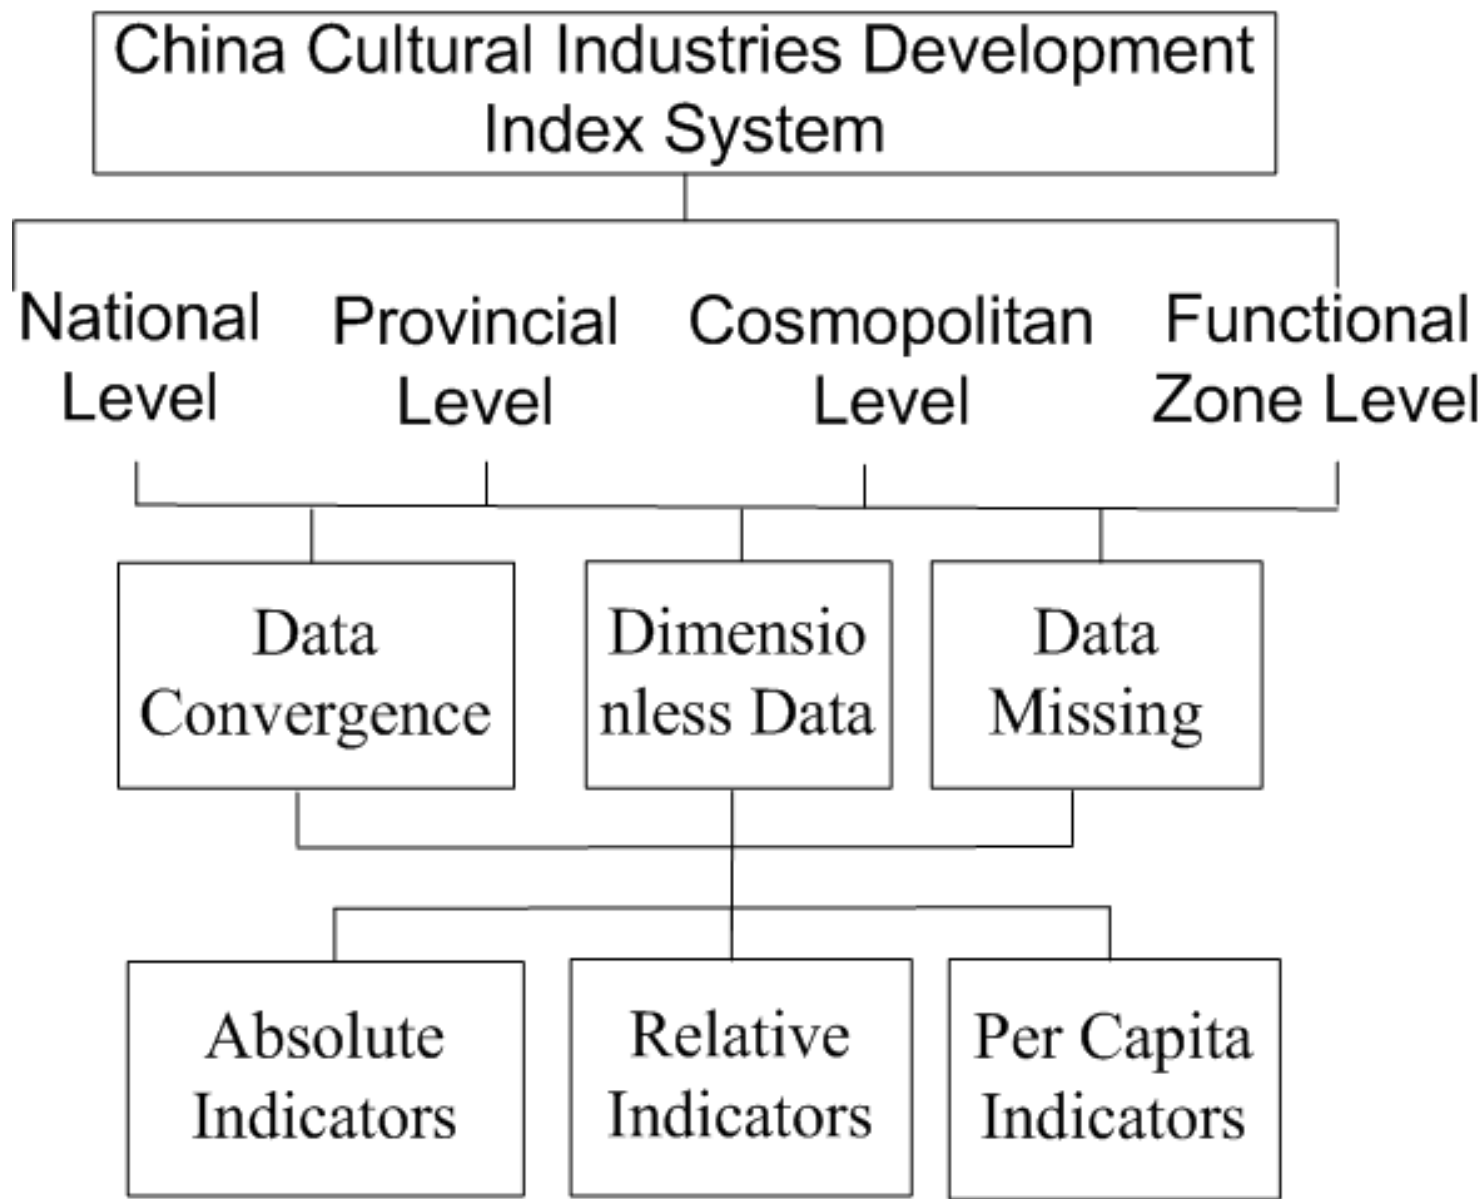 China Cultural Industries Development
Index System
National
Level
Provincial
Level
Cosmopolitan
Level
Functional
Zone Level
Data
Convergence
Dimensio
nless Data
Data
Missing
Absolute
Indicators
Relative
Indicators
Per Capita
Indicators